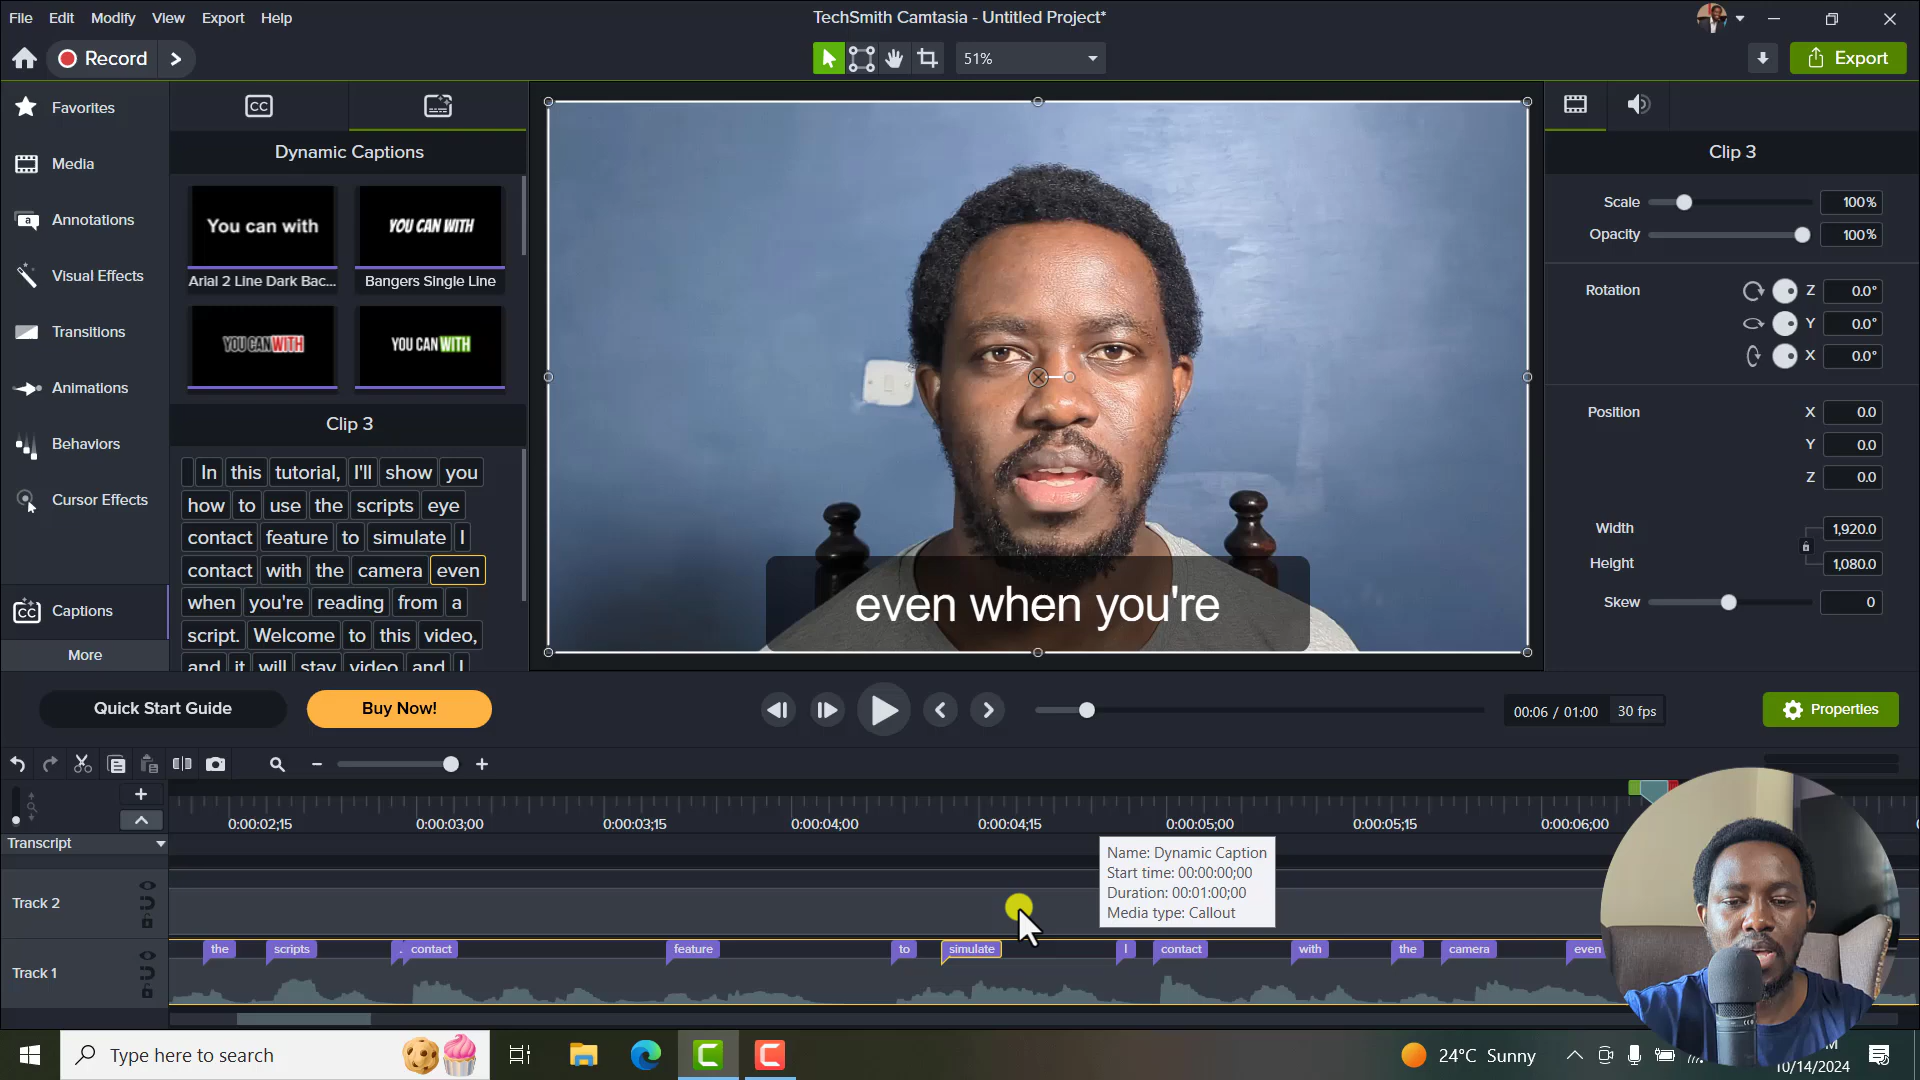 File Edit Modify View Export Help
TechSmith Camtasia - Untitled Project*
Record
51%
Export
Favorites
Media
Annotations
Visual Effects
Transitions
Animations
Behaviors
Cursor Effects
CC Captions
More
CC
Dynamic Captions
You can with
Arial 2 Line Dark Bac...
YOU CAN WITH
Bangers Single Line
YOU CAN WITH
YOU CAN WITH
Clip 3
In this tutorial, I'll show you
how to use the scripts eye
contact feature to simulate I
contact with the camera even
when you're reading from a
script. Welcome to this video,
and it will stay video and I
even when you're
Clip 3
Scale 100%
Opacity 100%
Rotation Z 0.0°
Y 0.0°
X 0.0°
Position X 0.0
Y 0.0
Z 0.0
Width 1,920.0
Height 1,080.0
Skew 0
Quick Start Guide
Buy Now!
00:06 / 01:00 30 fps
Properties
0:00:02;15 0:00:03;00 0:00:03;15 0:00:04;00 0:00:04;15 0:00:05;00 0:00:05;15 0:00:06;00
Transcript
Name: Dynamic Caption
Start time: 00:00:00;00
Duration: 00:01:00;00
Media type: Callout
Track 2
the scripts . contact feature to simulate I contact with the camera even
Track 1
Type here to search
24°C Sunny
10/14/2024